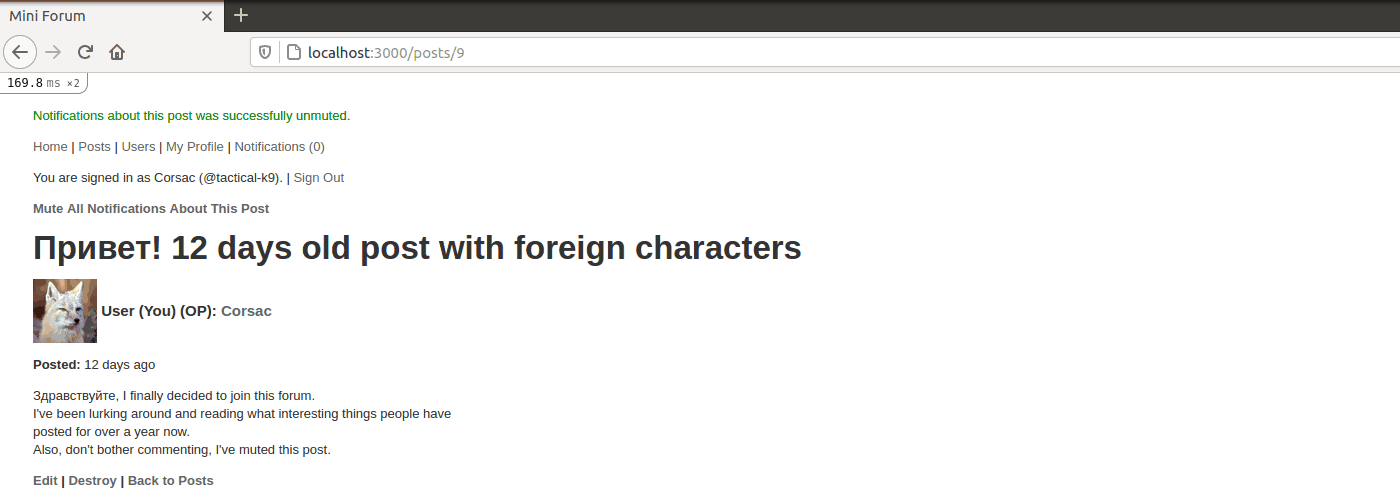 Mini Forum
localhost:3000/posts/9
169.8 ms ×2
Notifications about this post was successfully unmuted.
Home | Posts | Users | My Profile | Notifications (0)
You are signed in as Corsac (@tactical-k9). | Sign Out
Mute All Notifications About This Post
Привет! 12 days old post with foreign characters
User (You) (OP): Corsac
Posted: 12 days ago
Здравствуйте, I finally decided to join this forum.
I've been lurking around and reading what interesting things people have
posted for over a year now.
Also, don't bother commenting, I've muted this post.
Edit | Destroy | Back to Posts